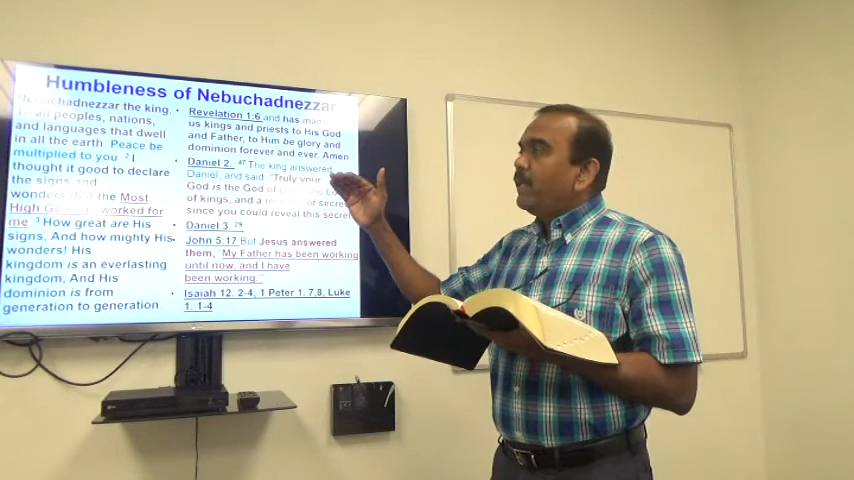 Humbleness of Nebuchadnezzar
Nebuchadnezzar the king,
To all peoples, nations,
and languages that dwell
in all the earth: Peace be
multiplied to you. 2 I
thought it good to declare
the signs and
wonders that the Most
High God worked for
me 3 How great are His
signs, And how mighty His
wonders! His
kingdom is an everlasting
kingdom, And His
dominion is from
generation to generation
• Revelation 1:6 and has made
us kings and priests to His God
and Father, to Him be glory and
dominion forever and ever. Amen
• Daniel 2. 47 The king answered
Daniel, and said "Truly your
God is the God of the
of kings, and a of secrets
since you could reveal this secret
• Daniel 3. 29
• John 5:17 But Jesus answered
them, "My Father has been working
until now, and I have
been working."
• Isaiah 12. 2-4, 1 Peter 1. 7,8, Luke
1. 1-4